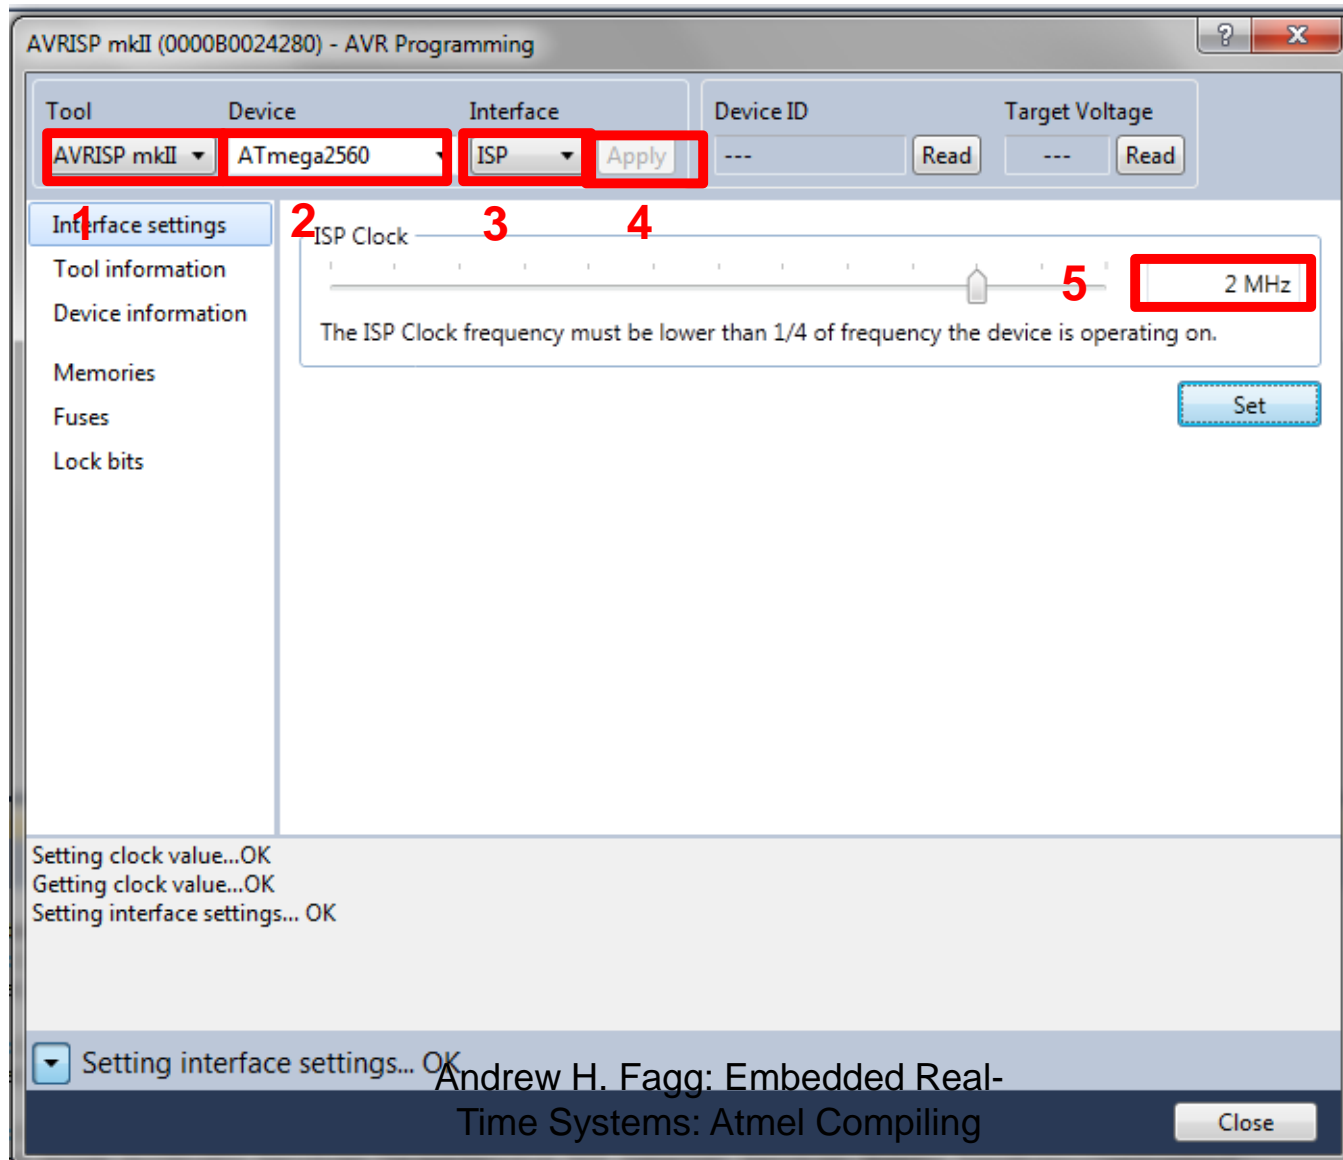 AVRISP mkII (0000B0024280) - AVR Programming
?
X
Tool Device Interface Device ID Target Voltage
AVRISP mkII ATmega2560 ISP Apply --- Read --- Read
1 2 3 4
Interface settings
Tool information
Device information
Memories
Fuses
Lock bits
ISP Clock
5 2 MHz
The ISP Clock frequency must be lower than 1/4 of frequency the device is operating on.
Set
Setting clock value...OK
Getting clock value...OK
Setting interface settings... OK
Setting interface settings... OK
Andrew H. Fagg: Embedded Real-
Time Systems: Atmel Compiling
Close